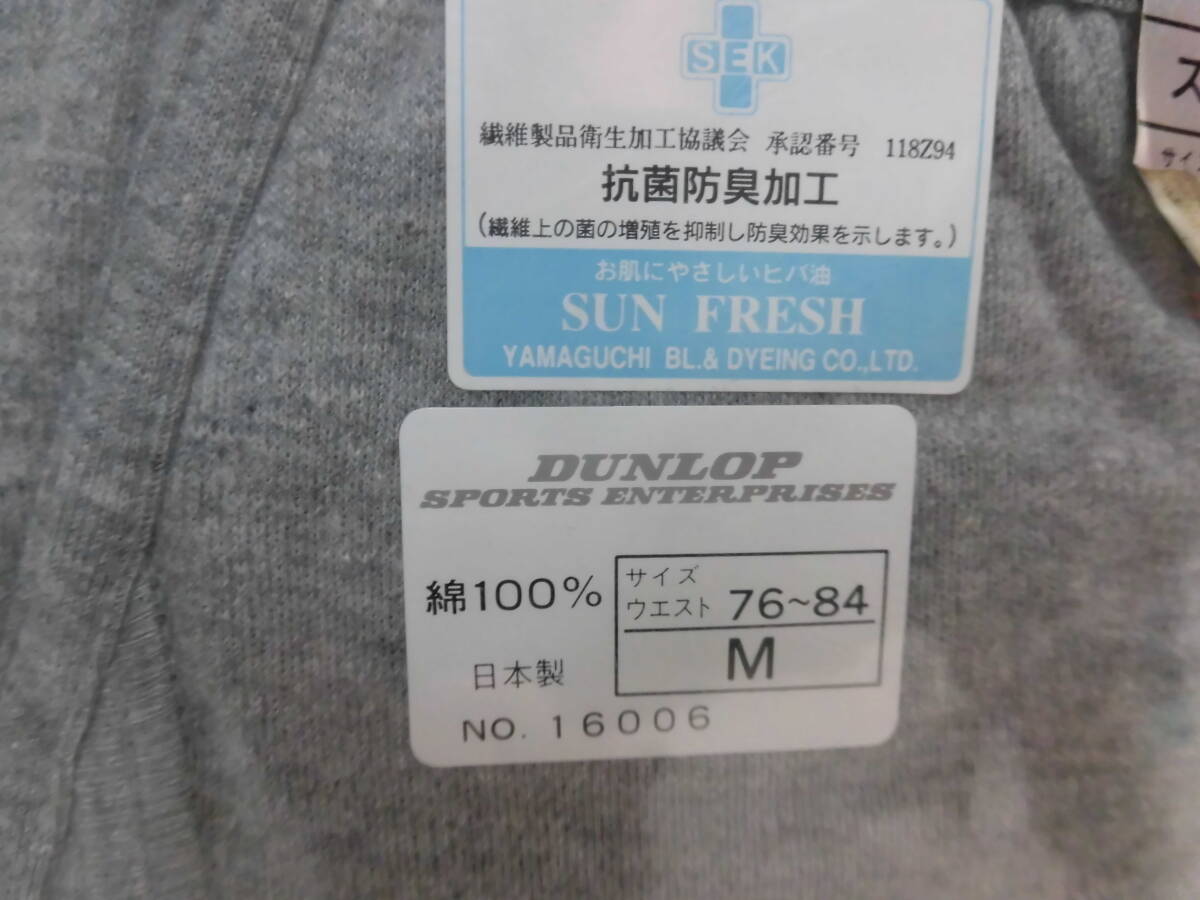 SEK
繊維製品衛生加工協議会 承認番号 118Z94
抗菌防臭加工
(繊維上の菌の増殖を抑制し防臭効果を示します。)
お肌にやさしいヒバ油
SUN FRESH
YAMAGUCHI BL.& DYEING CO.,LTD.
DUNLOP
SPORTS ENTERPRISES
綿100%
サイズ
ウエスト 76~84
M
日本製
NO. 16006